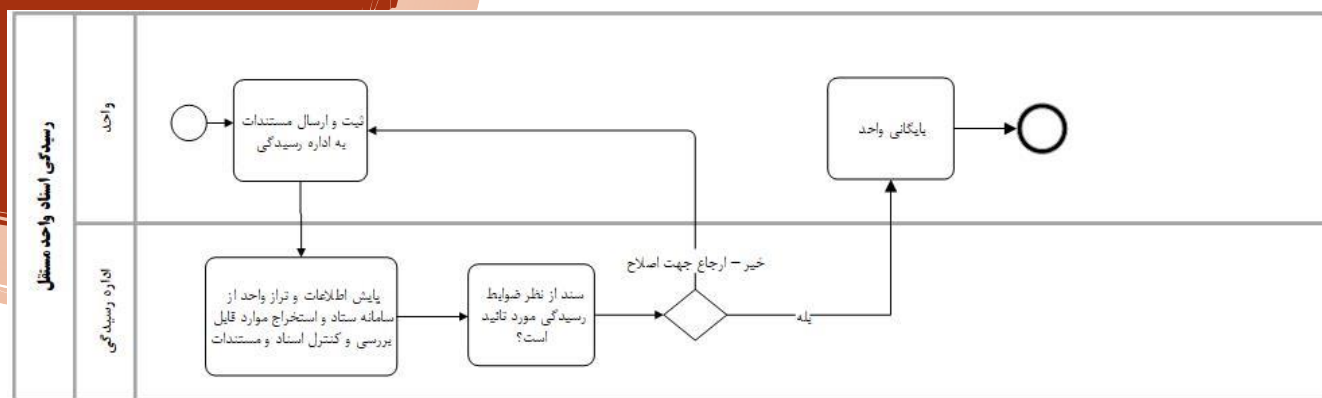 رسیدگی اسناد واحد مستقل
واحد
ثبت و ارسال مستندات
به اداره رسیدگی
بایگانی واحد
اداره رسیدگی
پایش اطلاعات و تراز واحد از
سامانه ستاد و استخراج موارد قابل
بررسی و کنترل اسناد و مستندات
سند از نظر ضوابط
رسیدگی مورد تائید
است؟
خیر – ارجاع جهت اصلاح
بله